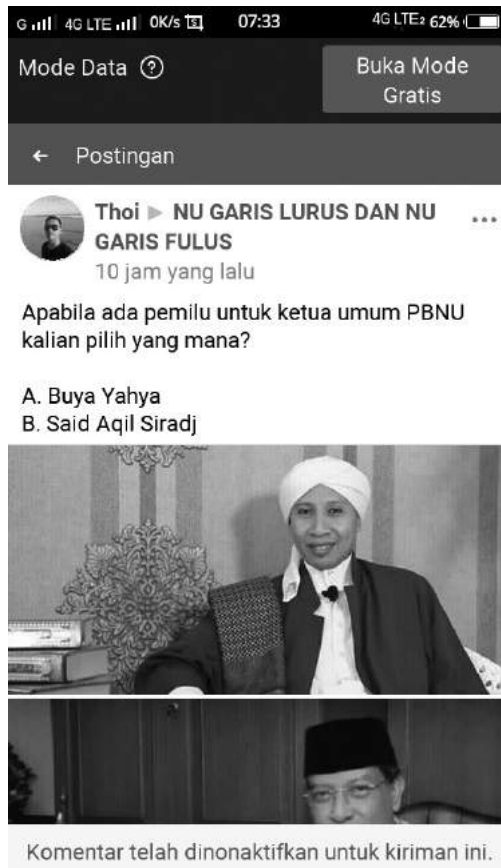 G 4G LTE 0K/s 07:33 4G LTE2 62%
Mode Data ?
Buka Mode
Gratis
← Postingan
Thoi ▶ NU GARIS LURUS DAN NU
GARIS FULUS
10 jam yang lalu
Apabila ada pemilu untuk ketua umum PBNU
kalian pilih yang mana?
A. Buya Yahya
B. Said Aqil Siradj
Komentar telah dinonaktifkan untuk kiriman ini.